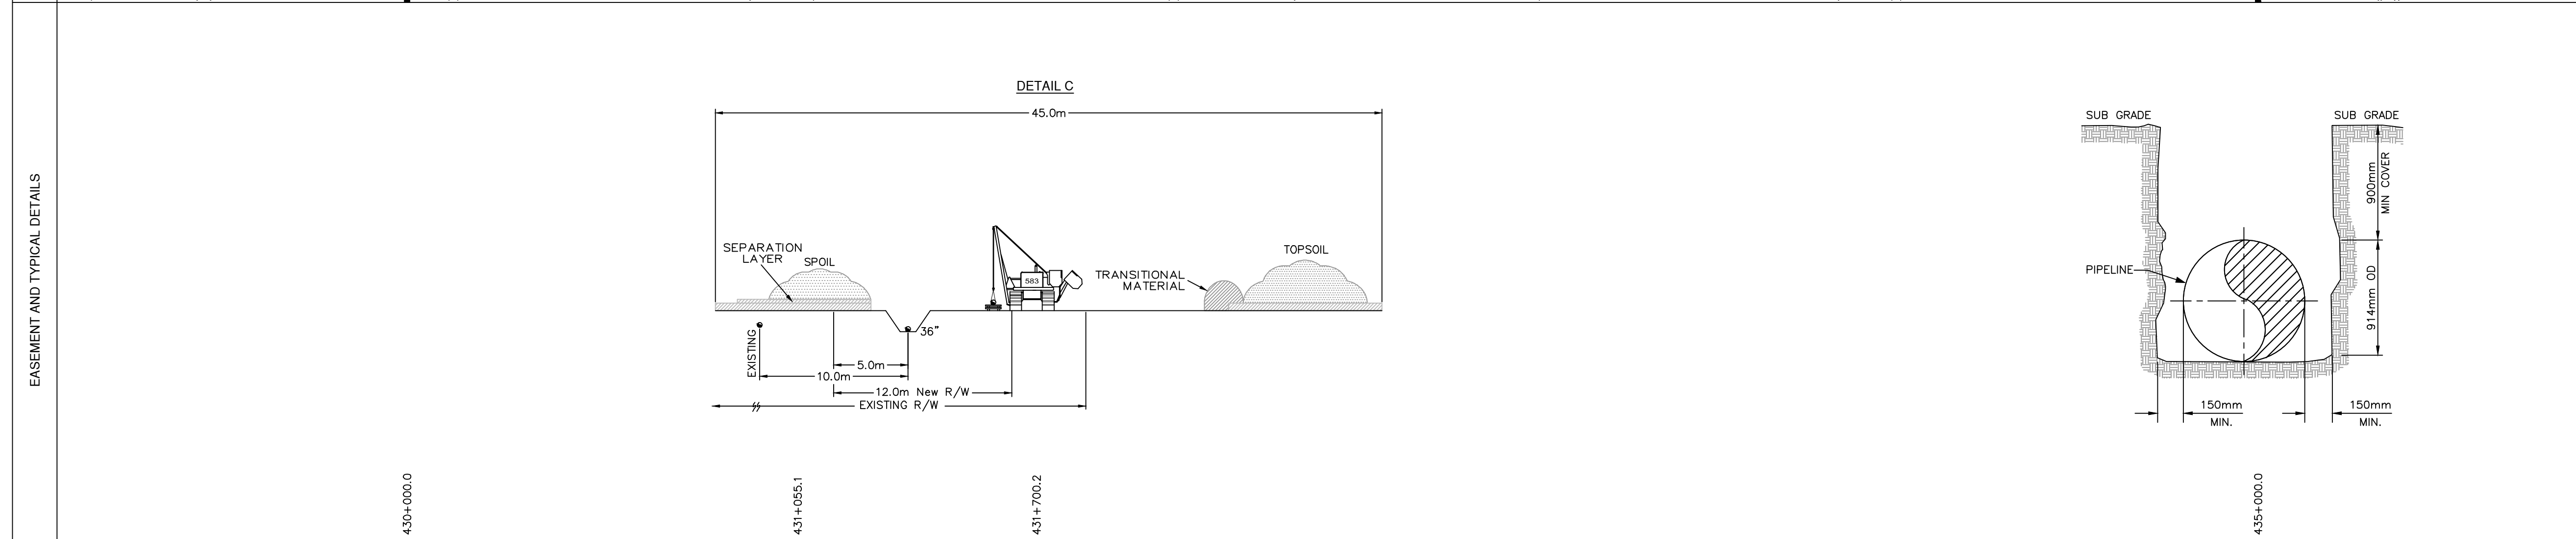 EASEMENT AND TYPICAL DETAILS
DETAIL C
45.0m
SEPARATION
LAYER
SPOIL
583
TRANSITIONAL
MATERIAL
TOPSOIL
36"
EXISTING
5.0m
10.0m
12.0m New R/W
EXISTING R/W
SUB GRADE
SUB GRADE
900mm
MIN COVER
PIPELINE
914mm OD
150mm
MIN.
150mm
MIN.
430+000.0
431+055.1
431+700.2
435+000.0